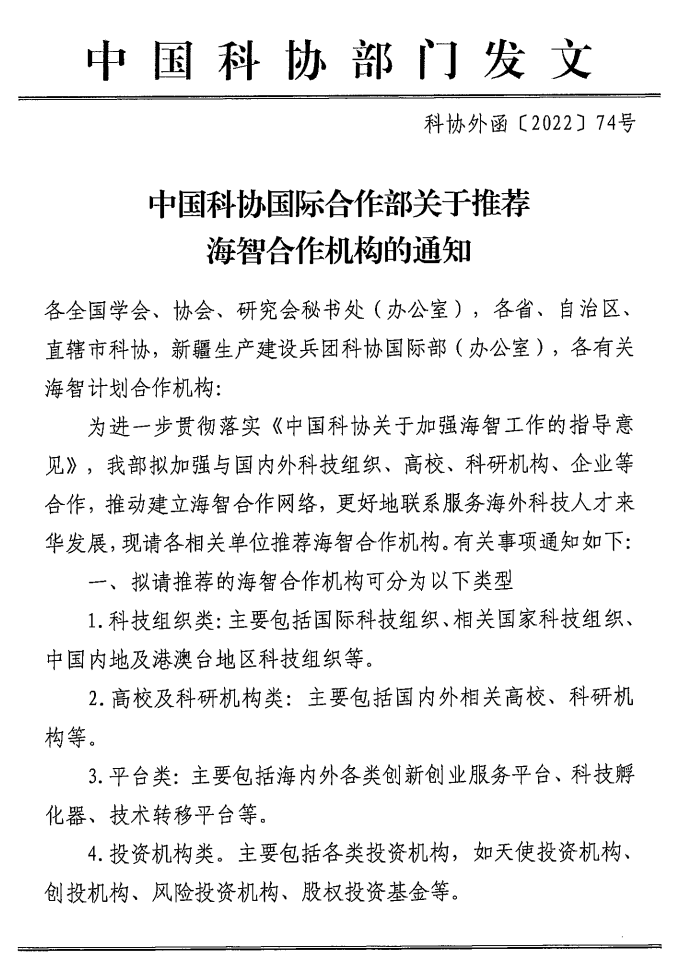 中国科协部门发文
科协外函〔2022〕74号
中国科协国际合作部关于推荐
海智合作机构的通知
各全国学会、协会、研究会秘书处（办公室），各省、自治区、
直辖市科协，新疆生产建设兵团科协国际部（办公室），各有关
海智计划合作机构：
为进一步贯彻落实《中国科协关于加强海智工作的指导意
见》，我部拟加强与国内外科技组织、高校、科研机构、企业等
合作，推动建立海智合作网络，更好地联系服务海外科技人才来
华发展，现请各相关单位推荐海智合作机构。有关事项通知如下：
一、拟请推荐的海智合作机构可分为以下类型
1.科技组织类：主要包括国际科技组织、相关国家科技组织、
中国内地及港澳台地区科技组织等。
2.高校及科研机构类：主要包括国内外相关高校、科研机
构等。
3.平台类：主要包括海内外各类创新创业服务平台、科技孵
化器、技术转移平台等。
4.投资机构类。主要包括各类投资机构，如天使投资机构、
创投机构、风险投资机构、股权投资基金等。